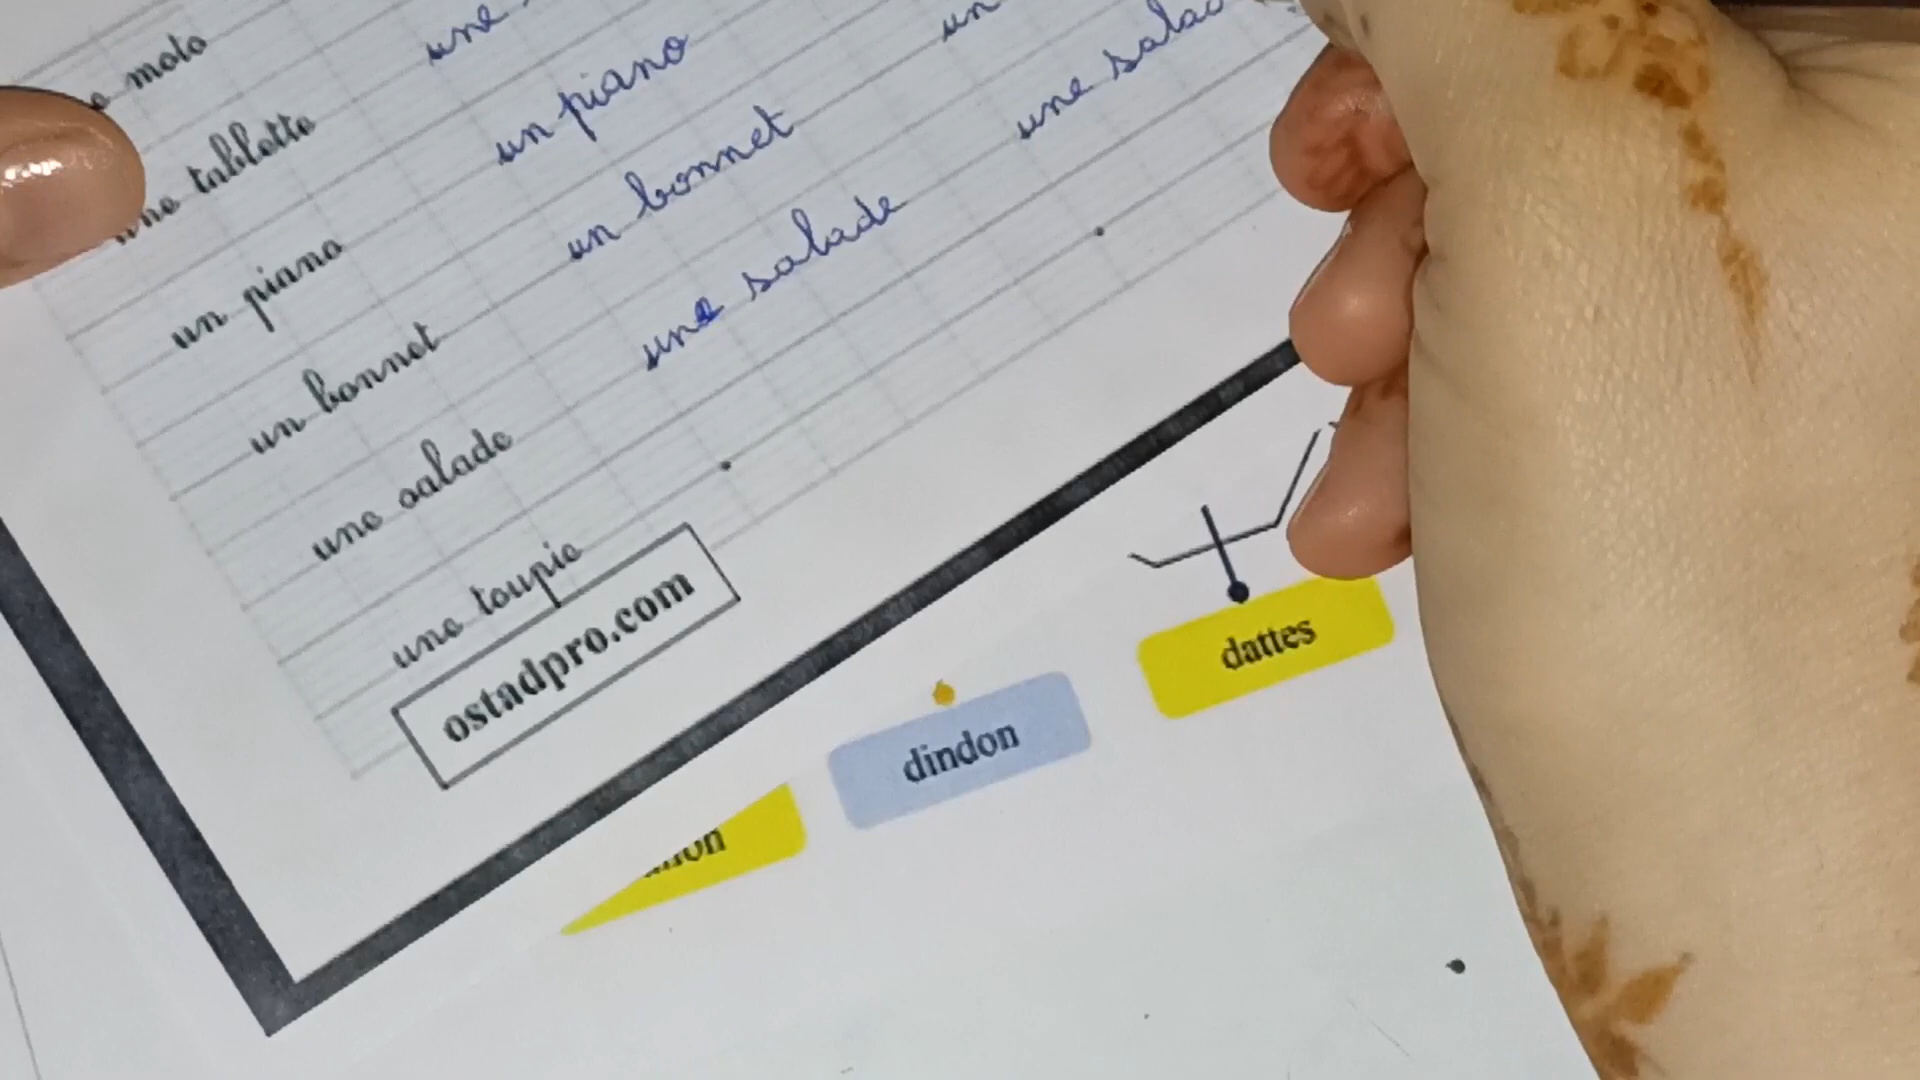 moto
une
tablette
un piano
un piano
un
un bonnet
un bonnet
une
une salade
une salade
une toupie
ostadpro.com
dattes
dindon